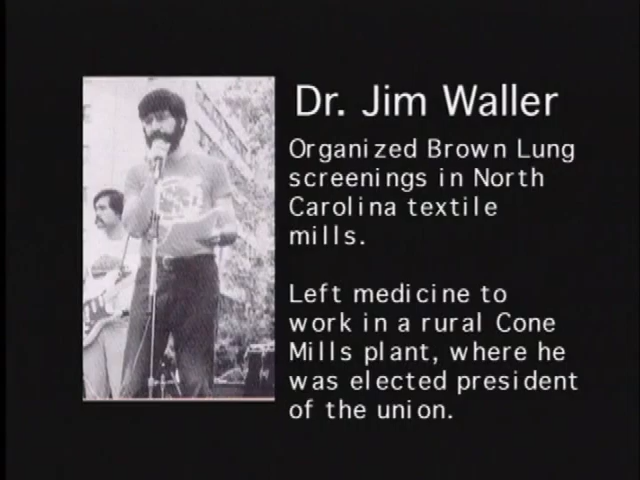 Dr. Jim Waller
Organized Brown Lung
screenings in North
Carolina textile
mills.
Left medicine to
work in a rural Cone
Mills plant, where he
was elected president
of the union.